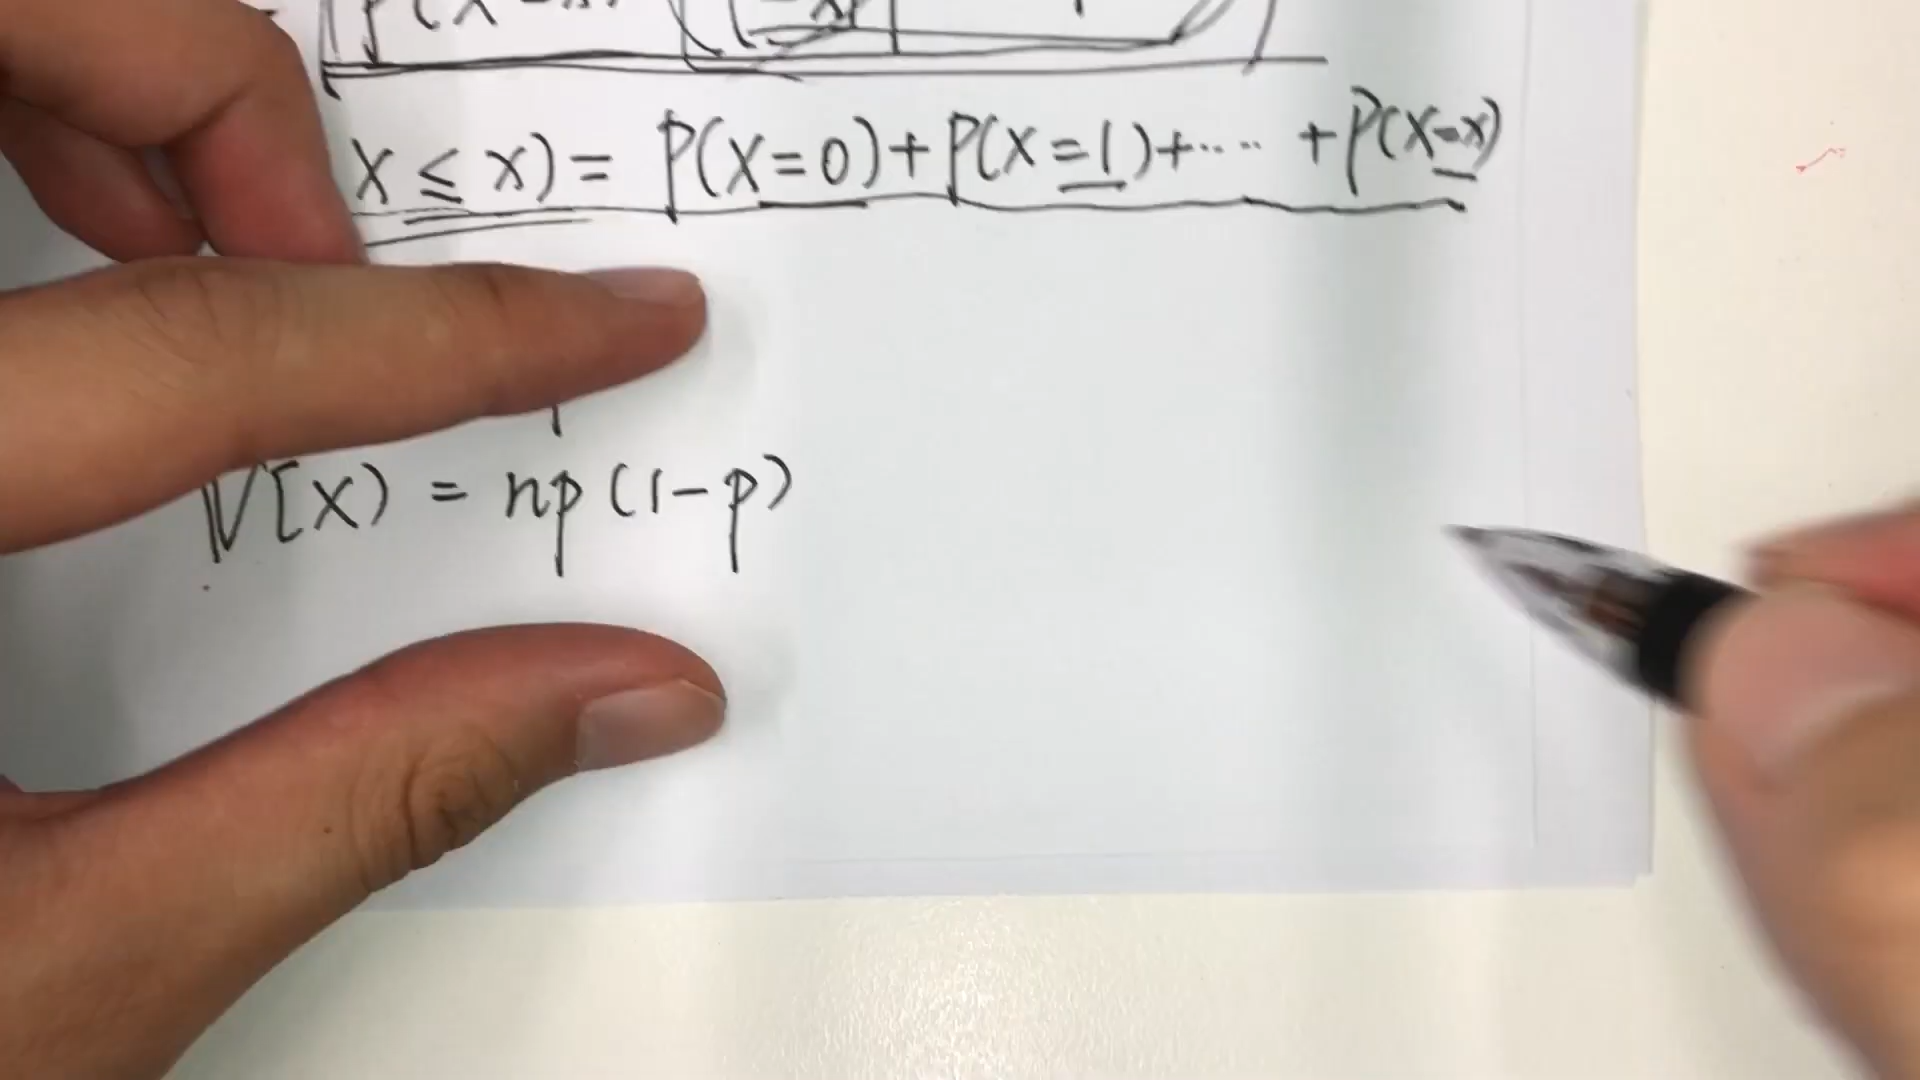 P(X=x)
X ≤ x) = P(X=0)+P(X=1)+···· +P(X=x)
V[X) = np(1-p)